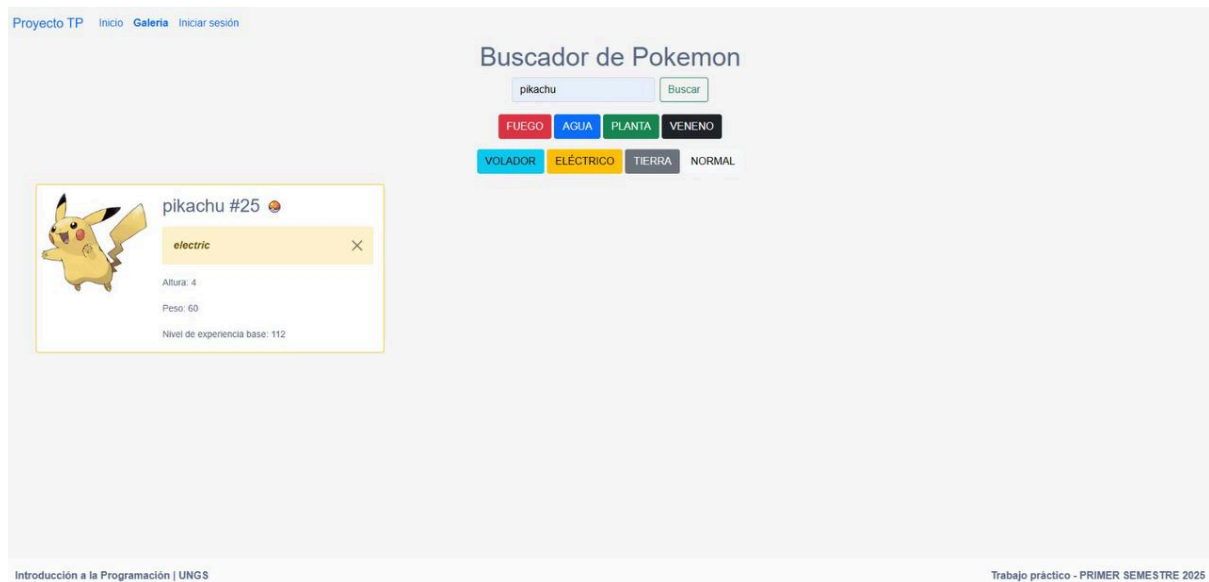 Proyecto TP Inicio Galería Iniciar sesión
Buscador de Pokemon
pikachu Buscar
FUEGO AGUA PLANTA VENENO
VOLADOR ELÉCTRICO TIERRA NORMAL
pikachu #25
electric
Altura: 4
Peso: 60
Nivel de experiencia base: 112
Introducción a la Programación | UNGS Trabajo práctico - PRIMER SEMESTRE 2025